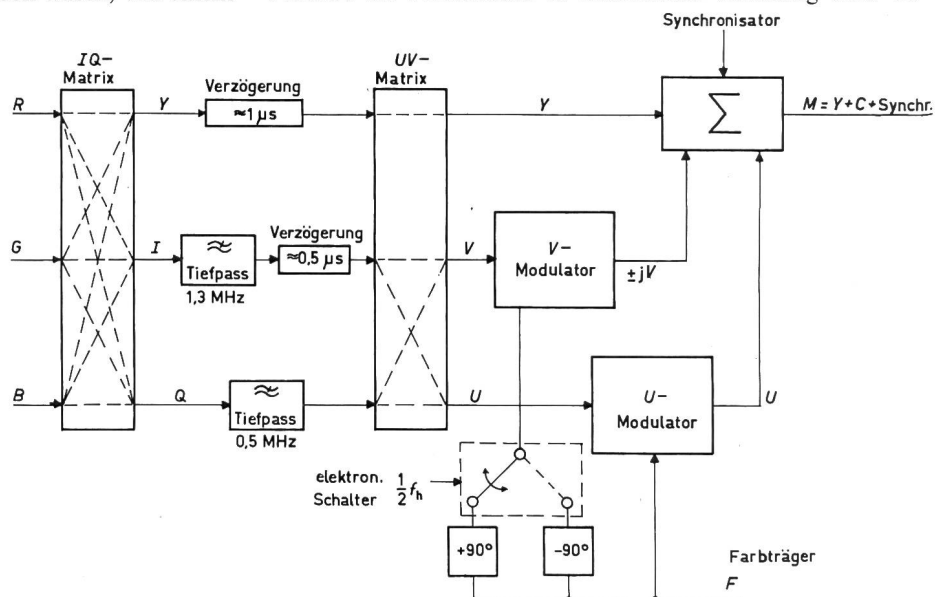 Synchronisator
IQ–
Matrix
UV–
Matrix
Verzögerung
R
Y
≈1 µs
Y
∑
M = Y + C + Synchr.
Verzögerung
G
I
≈
Tiefpass
1,3 MHz
≈0,5 µs
V
V–
Modulator
±jV
B
Q
≈
Tiefpass
0,5 MHz
U
U–
Modulator
U
elektron.
Schalter
1/2 fh
+90°
–90°
Farbträger
F